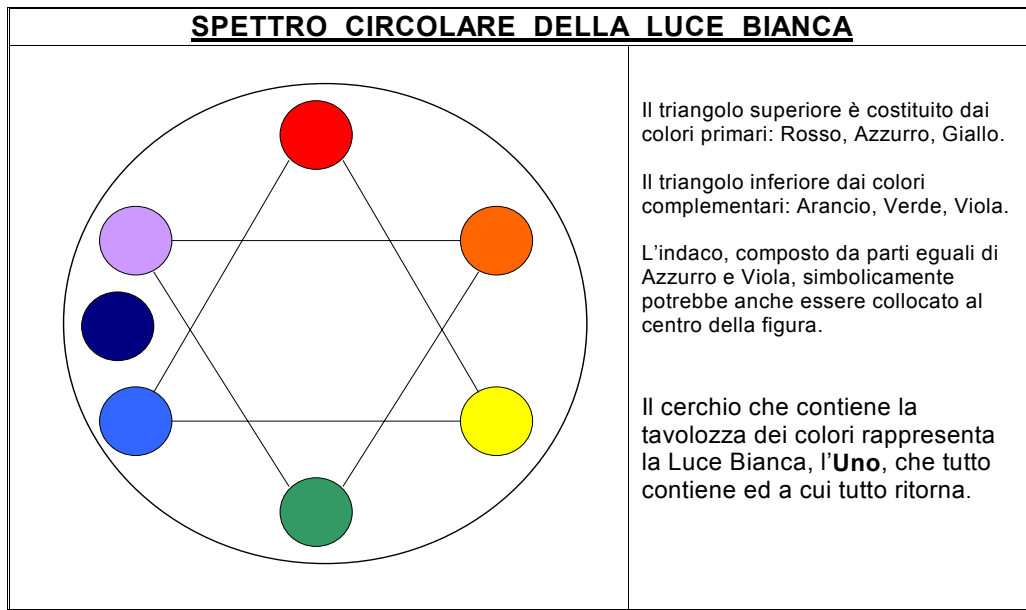 SPETTRO CIRCOLARE DELLA LUCE BIANCA
Il triangolo superiore è costituito dai
colori primari: Rosso, Azzurro, Giallo.
Il triangolo inferiore dai colori
complementari: Arancio, Verde, Viola.
L'indaco, composto da parti eguali di
Azzurro e Viola, simbolicamente
potrebbe anche essere collocato al
centro della figura.
Il cerchio che contiene la
tavolozza dei colori rappresenta
la Luce Bianca, l'Uno, che tutto
contiene ed a cui tutto ritorna.